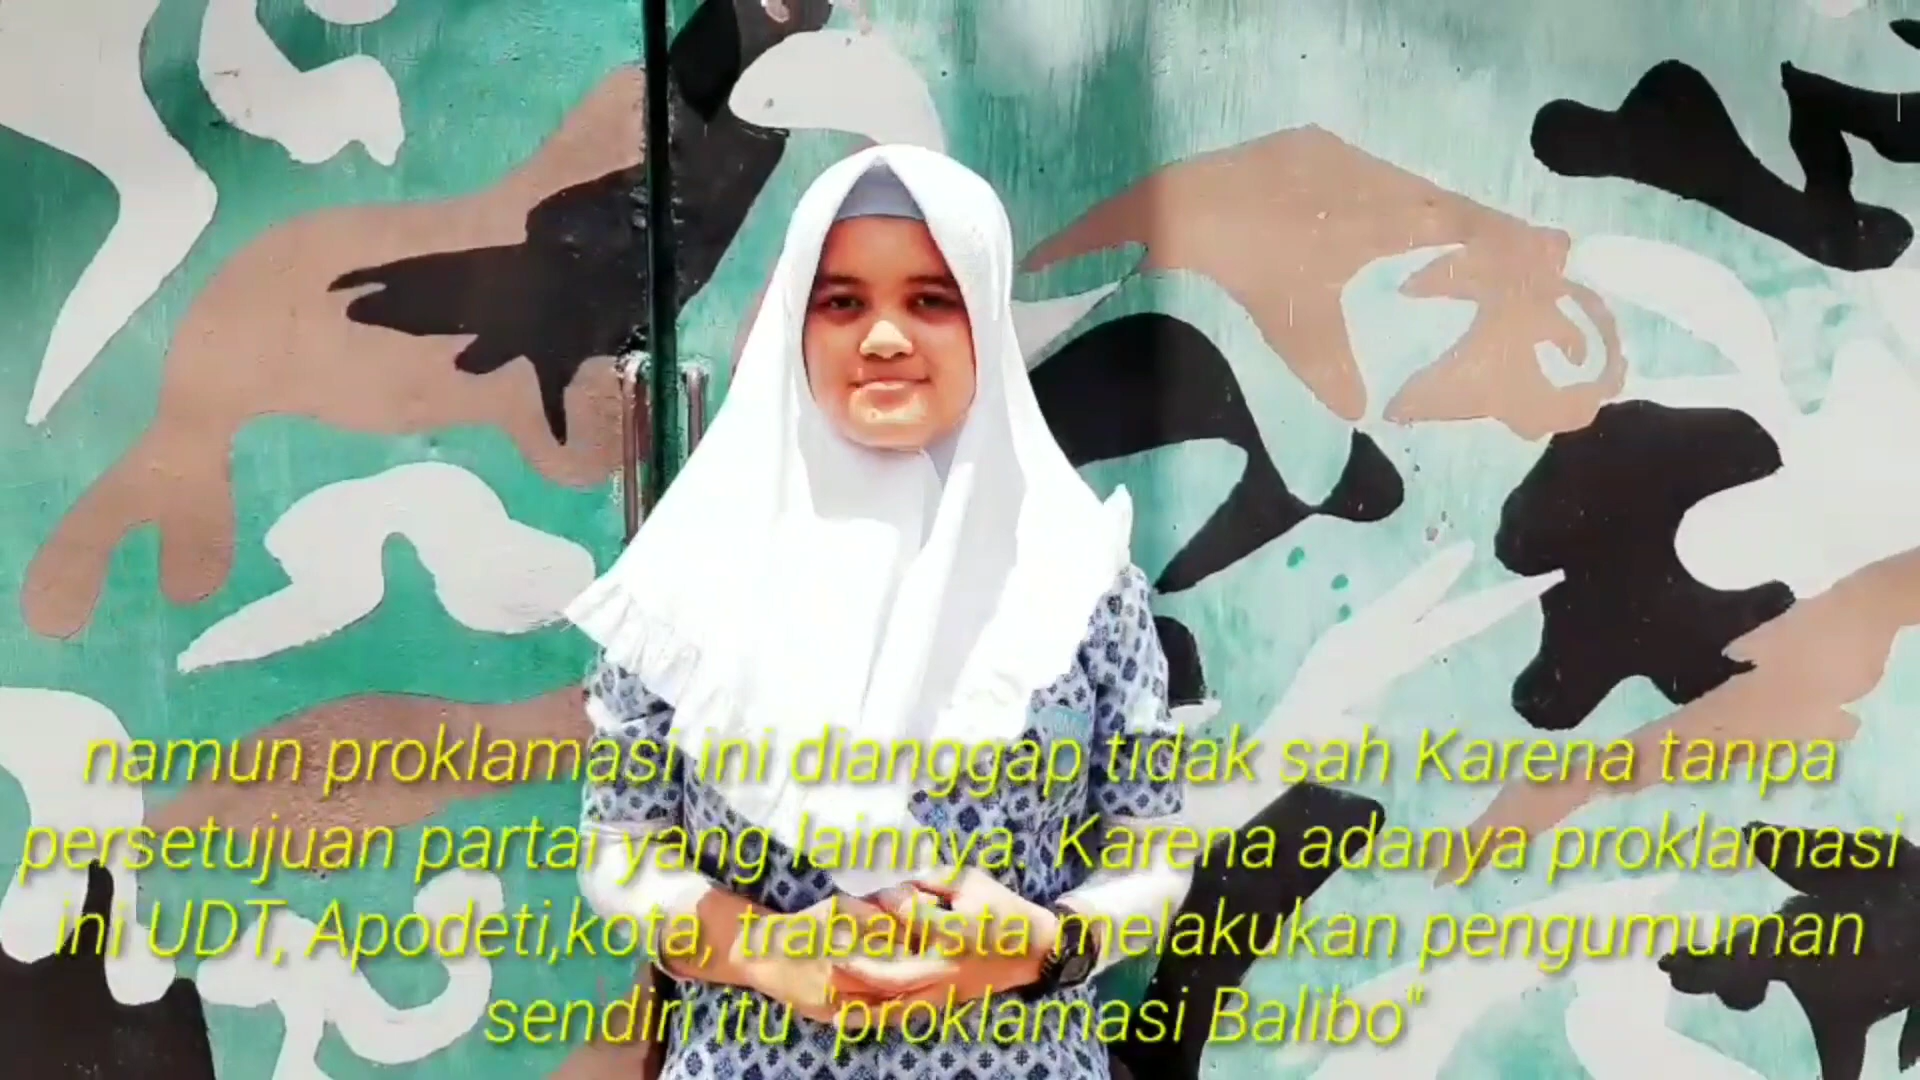 namun proklamasi ini dianggap tidak sah Karena tanpa
persetujuan partai yang lainnya. Karena adanya proklamasi
ini UDT, Apodeti,kota, trabalista melakukan pengumuman
sendiri itu "proklamasi Balibo"